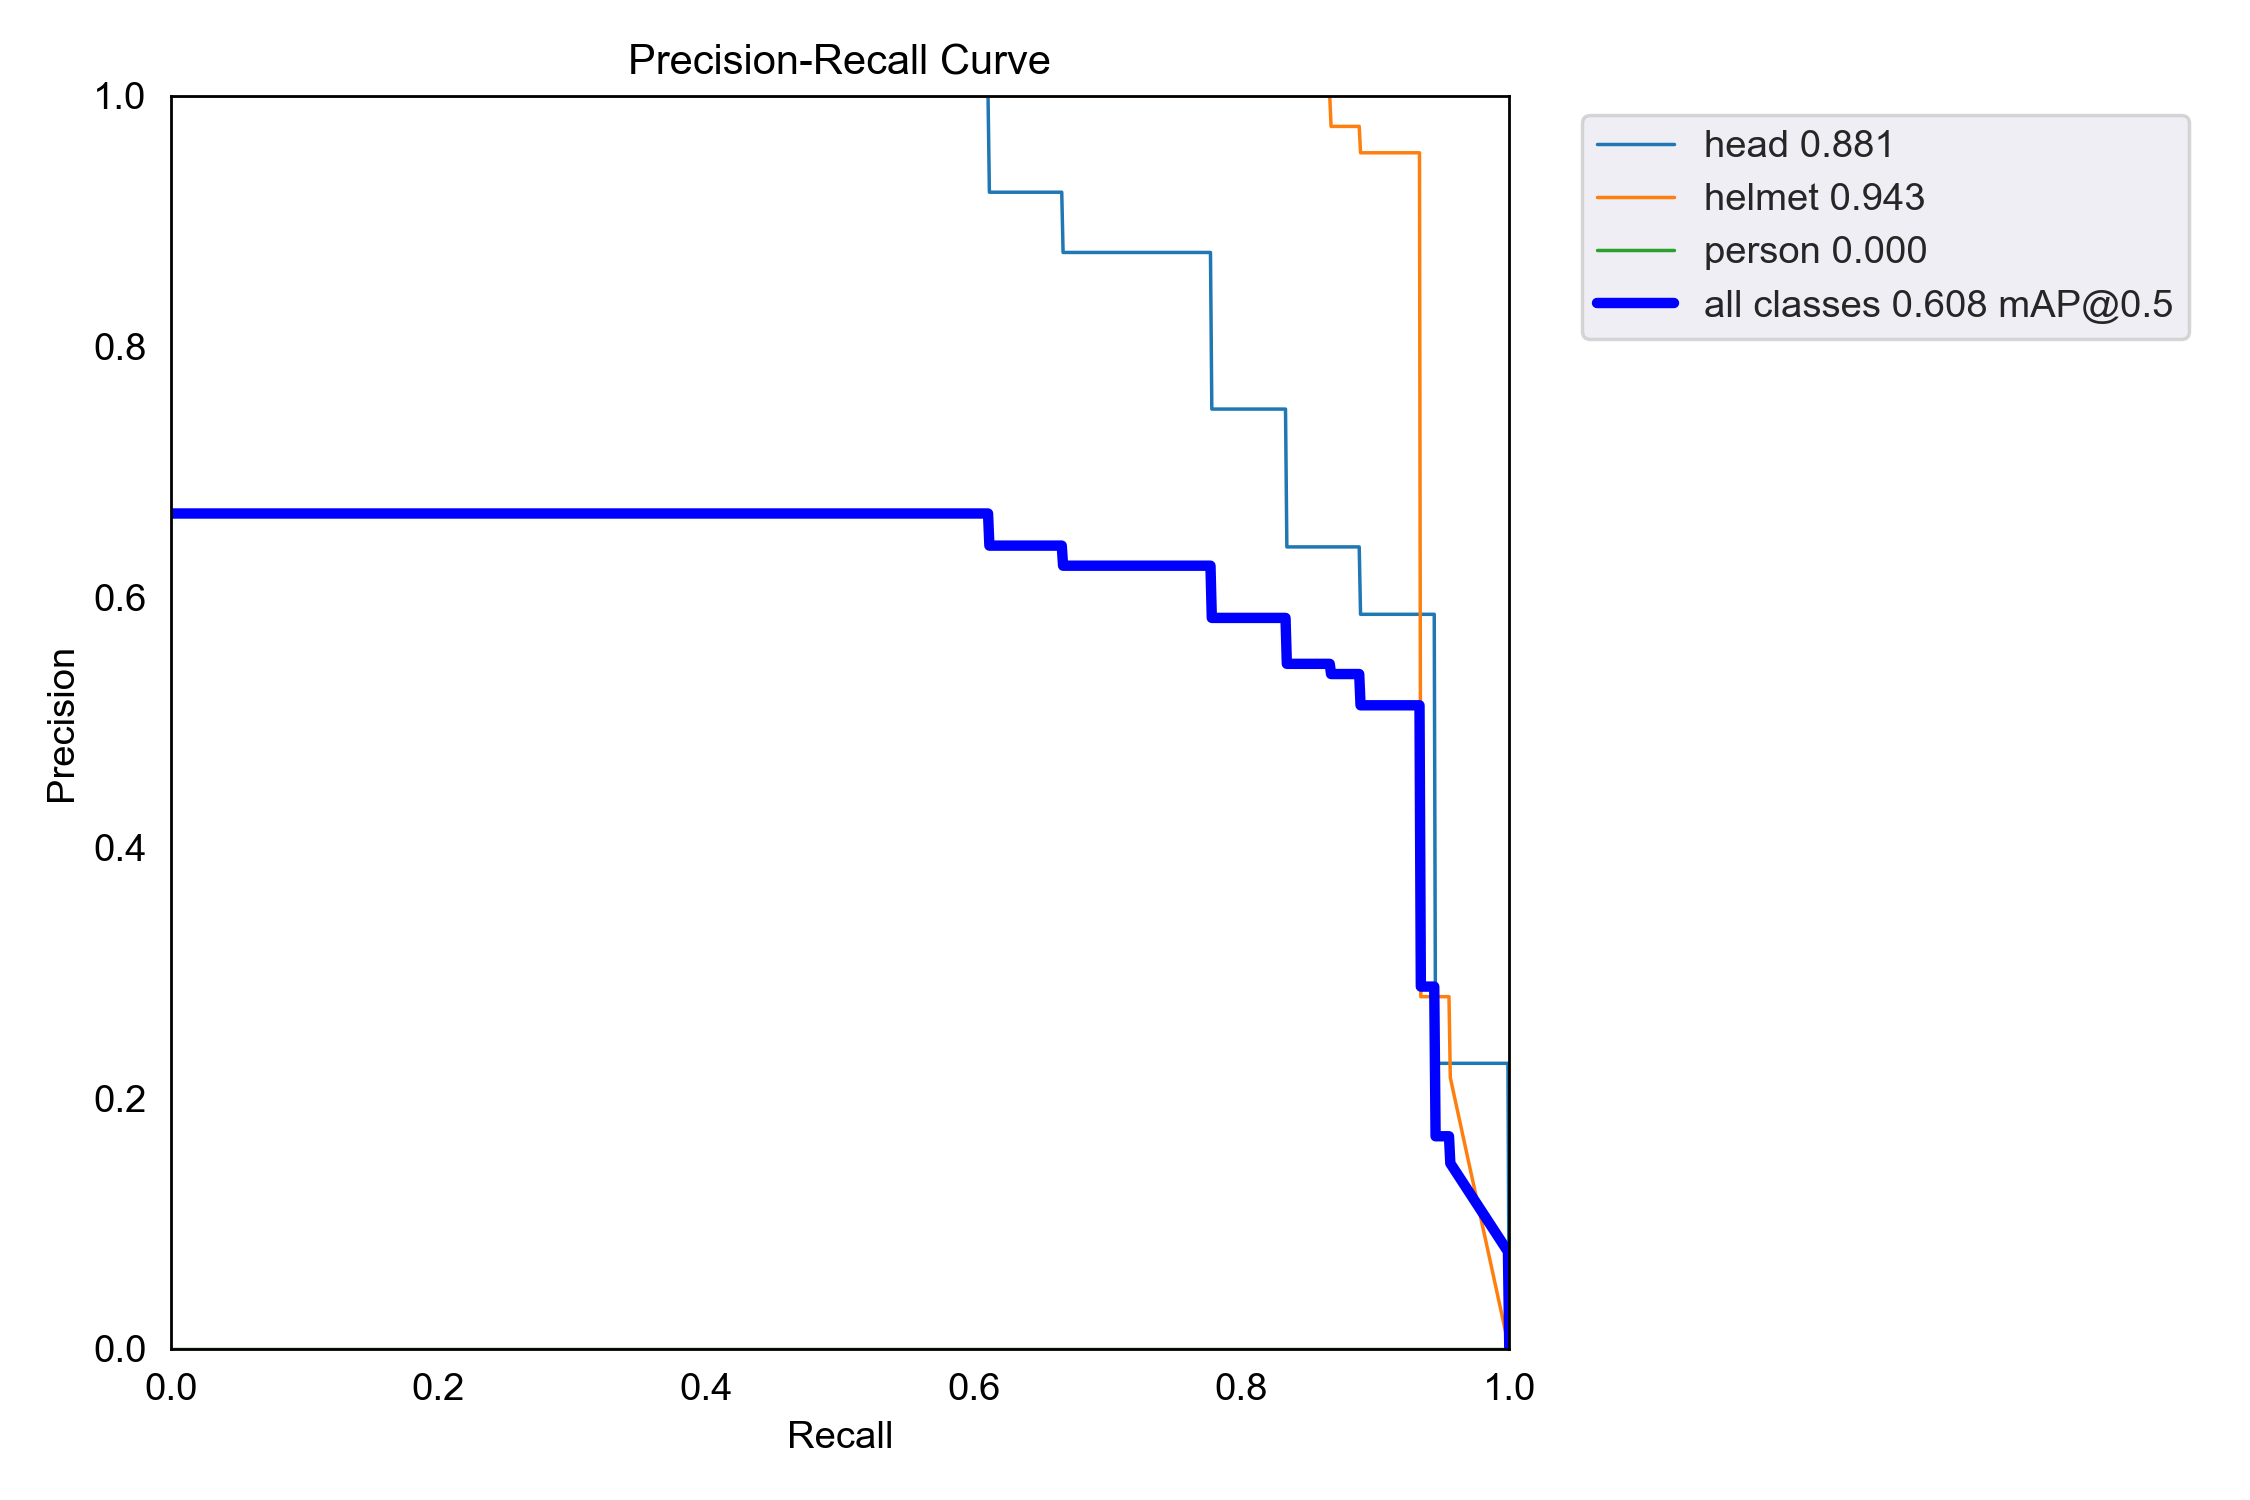 Precision-Recall Curve
1.0
0.8
0.6
0.4
0.2
0.0
Precision
0.0 0.2 0.4 0.6 0.8 1.0
Recall
head 0.881
helmet 0.943
person 0.000
all classes 0.608 mAP@0.5